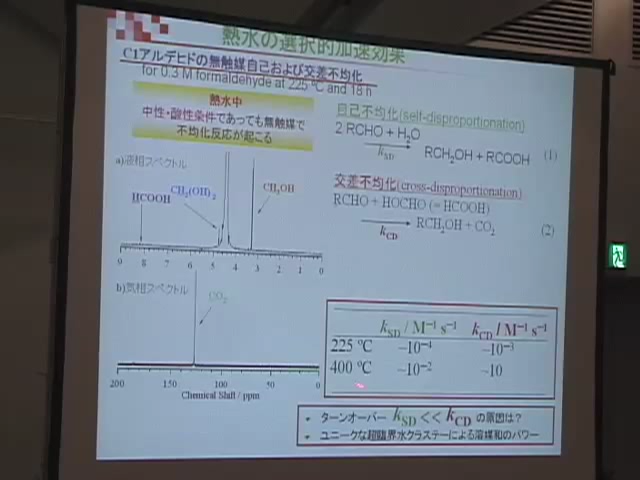 熱水の選択的加速効果
C1アルデヒドの無触媒自己および交差不均化
for 0.3 M formaldehyde at 225 ºC and 18 h
熱水中
中性・酸性条件であっても無触媒で
不均化反応が起こる
自己不均化(self-disproportionation)
2 RCHO + H₂O
kSD
RCH₂OH + RCOOH (1)
交差不均化(cross-disproportionation)
RCHO + HOCHO (= HCOOH)
kCD
RCH₂OH + CO₂ (2)
a)液相スペクトル
HCOOH
CH₂(OH)₂
CH₃OH
9 8 7 6 5 4 3 2 1 0
b)気相スペクトル
CO₂
200 150 100 50 0
Chemical Shift / ppm
kSD / M⁻¹ s⁻¹ kCD / M⁻¹ s⁻¹
225 ºC ~10⁻⁴ ~10⁻³
400 ºC ~10⁻² ~10
• ターンオーバー kSD << kCD の原因は?
• ユニークな超臨界水クラスターによる溶媒和のパワー